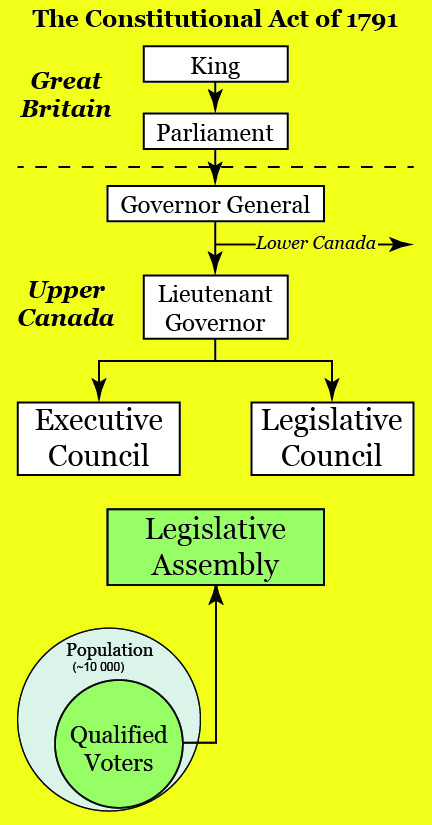 The Constitutional Act of 1791
King
Great
Britain
Parliament
Governor General
Lower Canada
Upper
Canada
Lieutenant
Governor
Executive
Council
Legislative
Council
Legislative
Assembly
Population
(~10 000)
Qualified
Voters